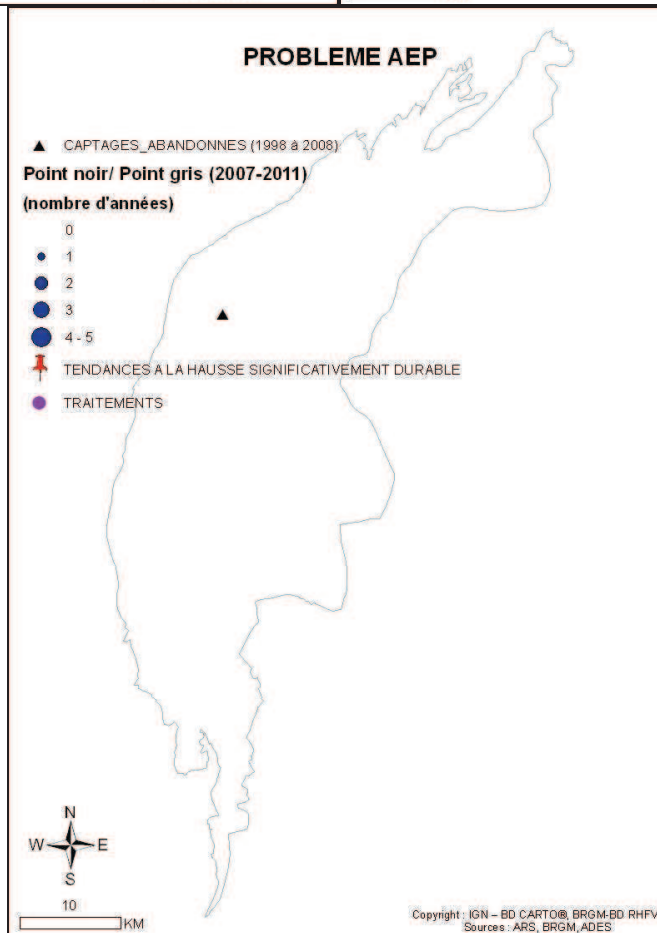 PROBLEME AEP
CAPTAGES_ABANDONNES (1998 à 2008)
Point noir/ Point gris (2007-2011)
(nombre d'années)
0
1
2
3
4 - 5
TENDANCES A LA HAUSSE SIGNIFICATIVEMENT DURABLE
TRAITEMENTS
N
W E
S
10
KM
Copyright : IGN – BD CARTO®, BRGM-BD RHFV
Sources : ARS, BRGM, ADES